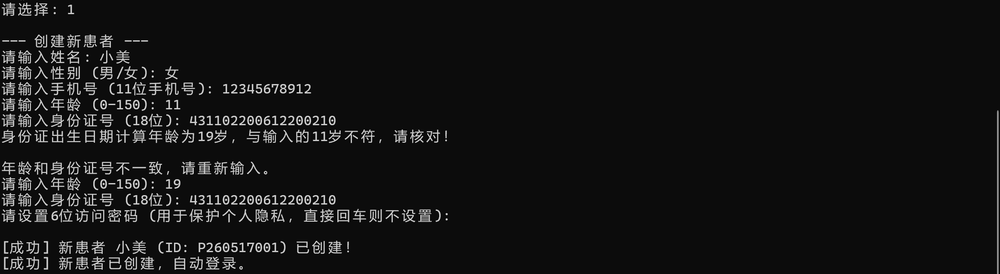 请选择: 1
--- 创建新患者 ---
请输入姓名: 小美
请输入性别 (男/女): 女
请输入手机号 (11位手机号): 12345678912
请输入年龄 (0-150): 11
请输入身份证号 (18位): 431102200612200210
身份证出生日期计算年龄为19岁, 与输入的11岁不符, 请核对!
年龄和身份证号不一致, 请重新输入。
请输入年龄 (0-150): 19
请输入身份证号 (18位): 431102200612200210
请设置6位访问密码 (用于保护个人隐私, 直接回车则不设置):
[成功] 新患者 小美 (ID: P260517001) 已创建!
[成功] 新患者已创建, 自动登录。